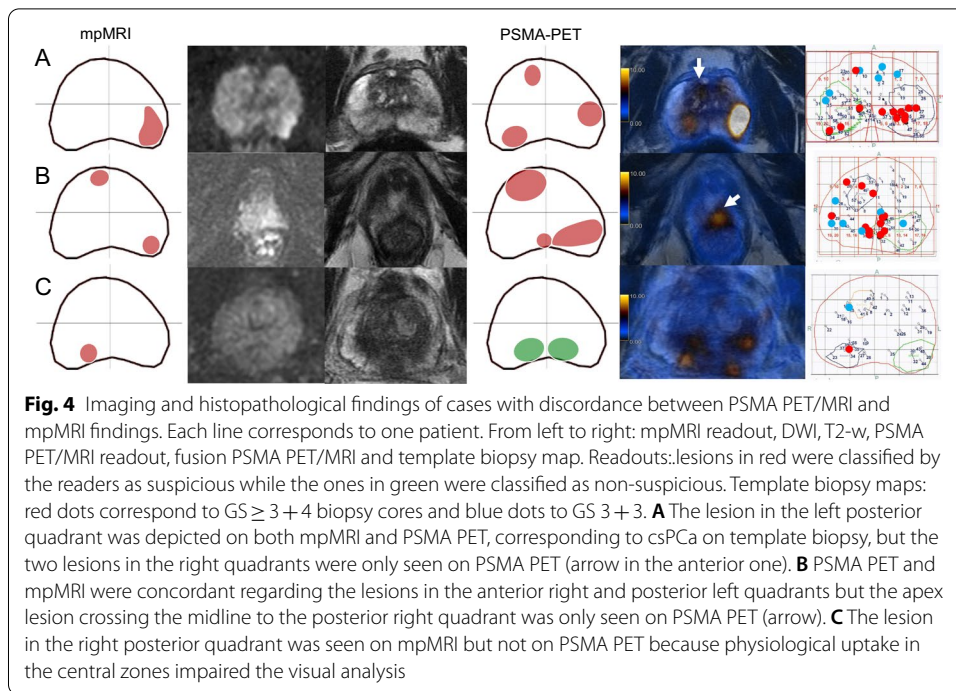 mpMRI
PSMA-PET
A
B
C
10.00
0.00
10.00
0.00
10.00
0.00
A
A
A
Fig. 4 Imaging and histopathological findings of cases with discordance between PSMA PET/MRI and
mpMRI findings. Each line corresponds to one patient. From left to right: mpMRI readout, DWI, T2-w, PSMA
PET/MRI readout, fusion PSMA PET/MRI and template biopsy map. Readouts:.lesions in red were classified by
the readers as suspicious while the ones in green were classified as non-suspicious. Template biopsy maps:
red dots correspond to GS ≥ 3 + 4 biopsy cores and blue dots to GS 3 + 3. A The lesion in the left posterior
quadrant was depicted on both mpMRI and PSMA PET, corresponding to csPCa on template biopsy, but the
two lesions in the right quadrants were only seen on PSMA PET (arrow in the anterior one). B PSMA PET and
mpMRI were concordant regarding the lesions in the anterior right and posterior left quadrants but the apex
lesion crossing the midline to the posterior right quadrant was only seen on PSMA PET (arrow). C The lesion
in the right posterior quadrant was seen on mpMRI but not on PSMA PET because physiological uptake in
the central zones impaired the visual analysis